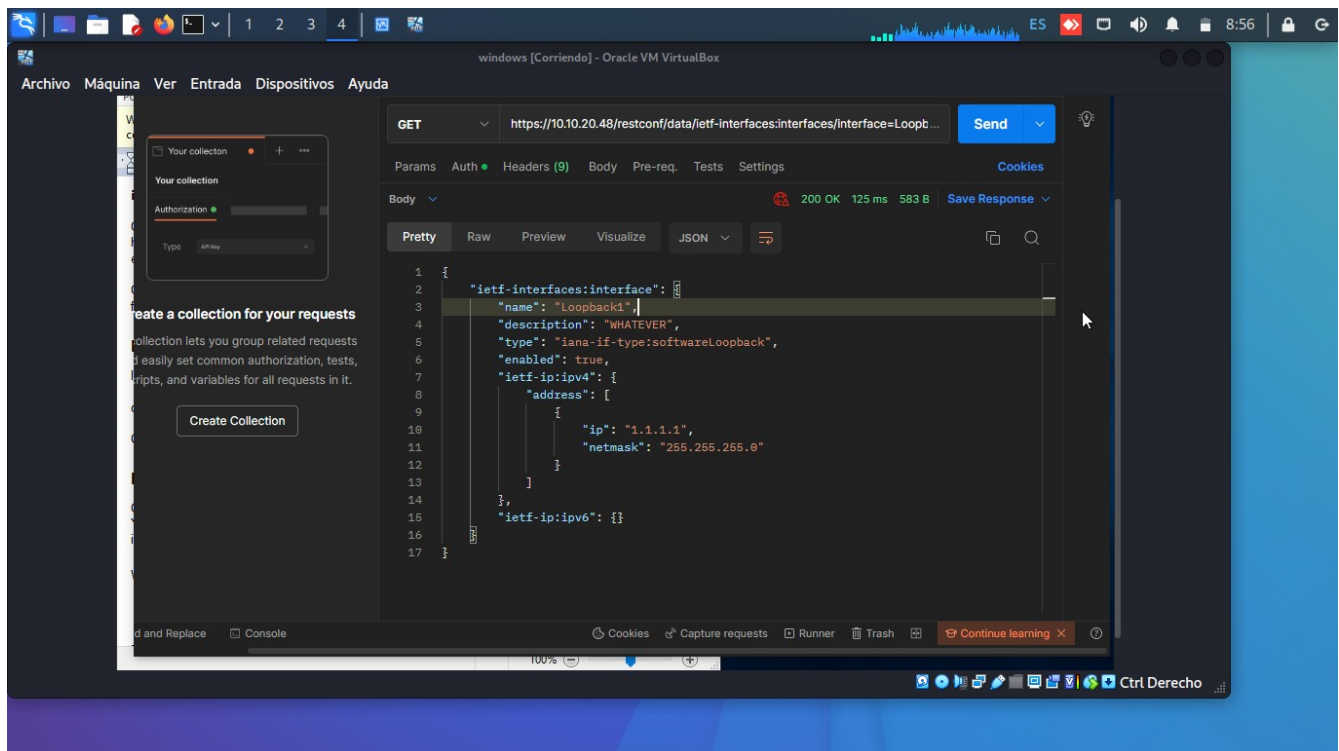 1 2 3 4 ES 8:56
windows [Corriendo] - Oracle VM VirtualBox
Archivo Máquina Ver Entrada Dispositivos Ayuda
GET https://10.10.20.48/restconf/data/ietf-interfaces:interfaces/interface=Loopb... Send
Your collecton + •••
Params Auth Headers (9) Body Pre-req. Tests Settings Cookies
Your collection
Body 200 OK 125 ms 583 B Save Response
Authorization
Pretty Raw Preview Visualize JSON
Type API Key
1 {
2 "ietf-interfaces:interface": {
3 "name": "Loopback1",
4 "description": "WHATEVER",
5 "type": "iana-if-type:softwareLoopback",
6 "enabled": true,
7 "ietf-ip:ipv4": {
8 "address": [
9 {
10 "ip": "1.1.1.1",
11 "netmask": "255.255.255.0"
12 }
13 ]
14 },
15 "ietf-ip:ipv6": {}
16 }
17 }
eate a collection for your requests
ollection lets you group related requests
d easily set common authorization, tests,
ripts, and variables for all requests in it.
Create Collection
d and Replace Console Cookies Capture requests Runner Trash Continue learning
100%
Ctrl Derecho